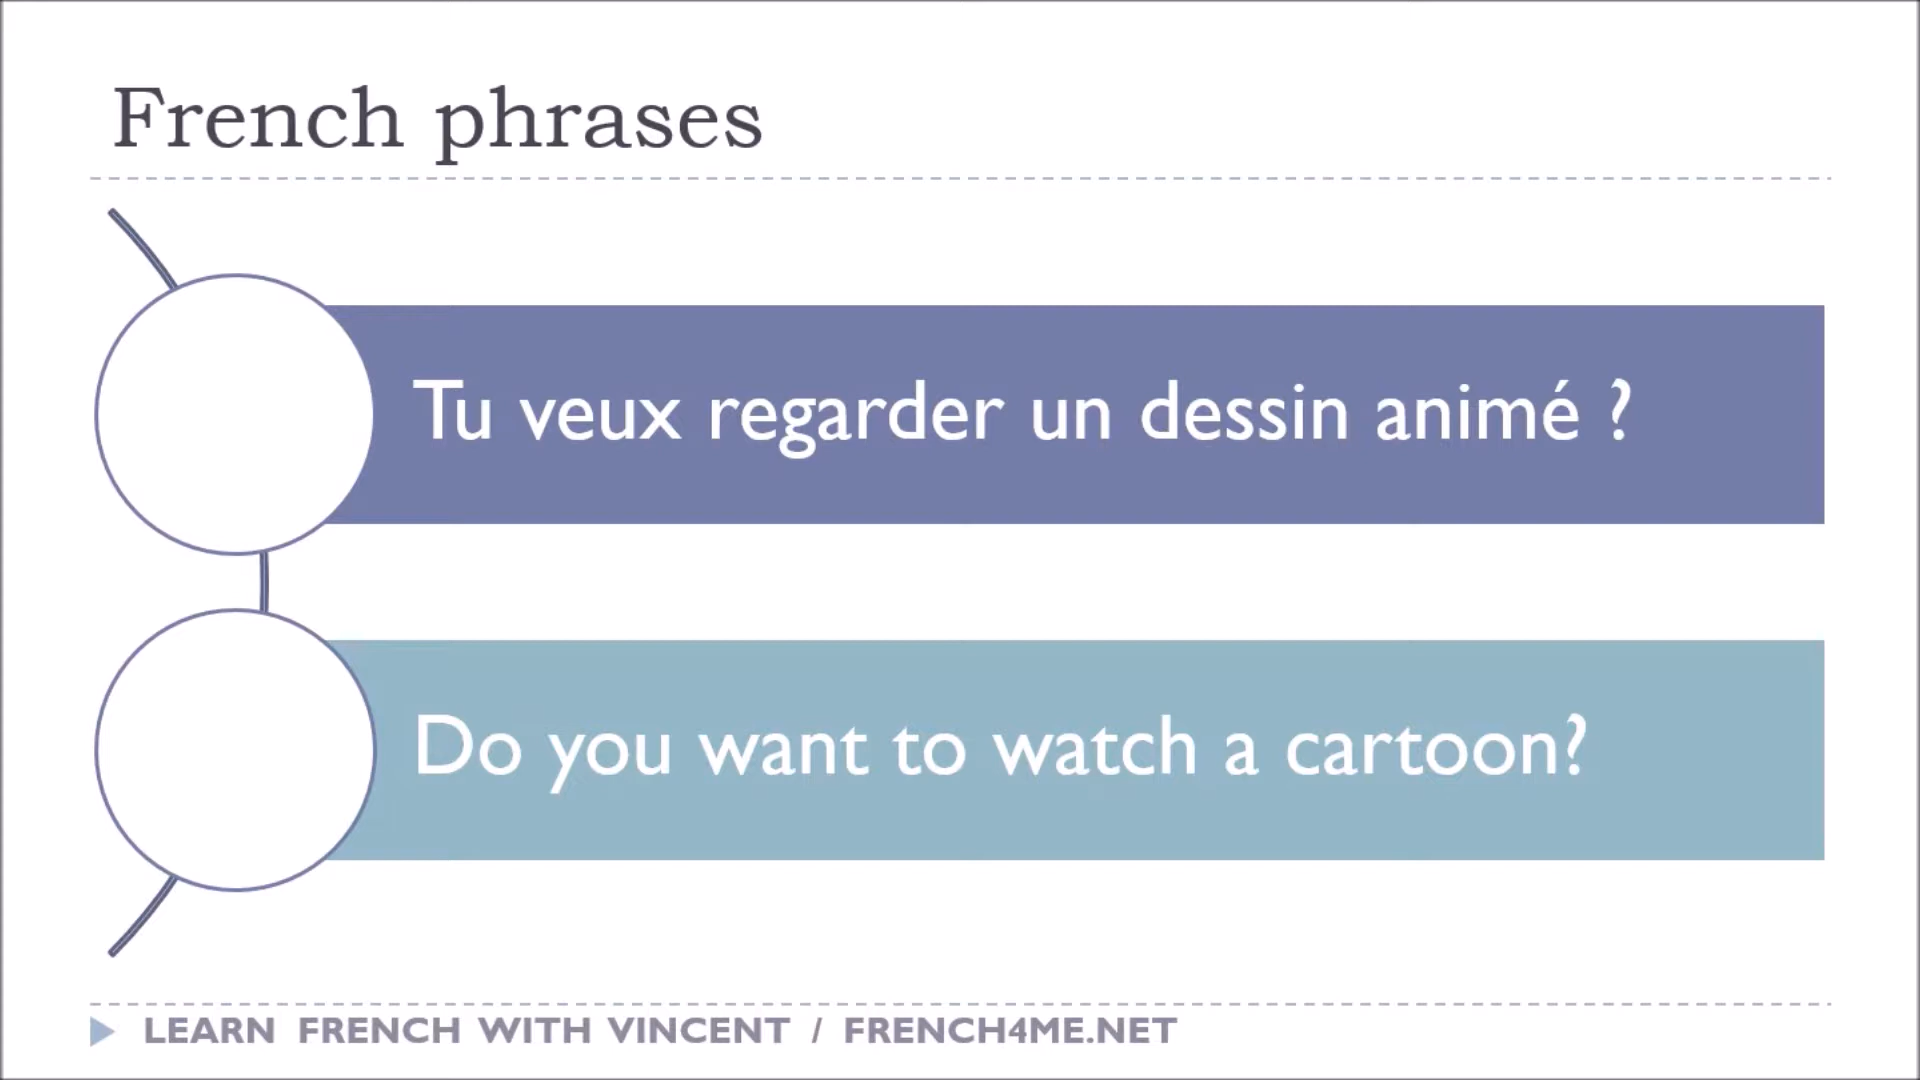 French phrases
Tu veux regarder un dessin animé ?
Do you want to watch a cartoon?
LEARN FRENCH WITH VINCENT / FRENCH4ME.NET